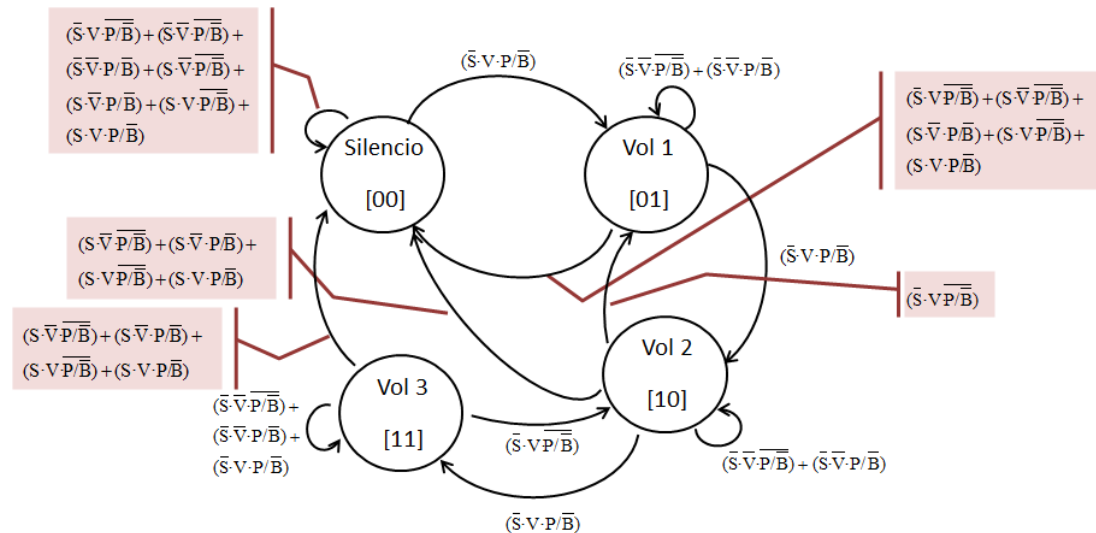 (S̅·V·P̅/̅B̿)+(S̅·V̅·P̅/̅B̿)+
(S̅·V̅·P/B̅)+(S·V̅·P̅/̅B̿)+
(S·V̅·P/B̅)+(S·V·P̅/̅B̿)+
(S·V·P/B̅)
(S̅·V·P/B̅)
(S̅·V̅·P̅/̅B̿)+(S̅·V̅·P/B̅)
(S̅·V·P̅/̅B̿)+(S·V̅·P̅/̅B̿)+
(S·V̅·P/B̅)+(S·V·P̅/̅B̿)+
(S·V·P/B̅)
Silencio
[00]
Vol 1
[01]
(S·V̅·P̅/̅B̿)+(S·V̅·P/B̅)+
(S·V·P̅/̅B̿)+(S·V·P/B̅)
(S̅·V·P/B̅)
(S̅·V·P̅/̅B̿)
(S·V̅·P̅/̅B̿)+(S·V̅·P/B̅)+
(S·V·P̅/̅B̿)+(S·V·P/B̅)
Vol 2
[10]
Vol 3
[11]
(S̅·V̅·P̅/̅B̿)+
(S̅·V̅·P/B̅)+
(S̅·V·P/B̅)
(S̅·V·P̅/̅B̿)
(S̅·V̅·P̅/̅B̿)+(S̅·V̅·P/B̅)
(S̅·V·P/B̅)